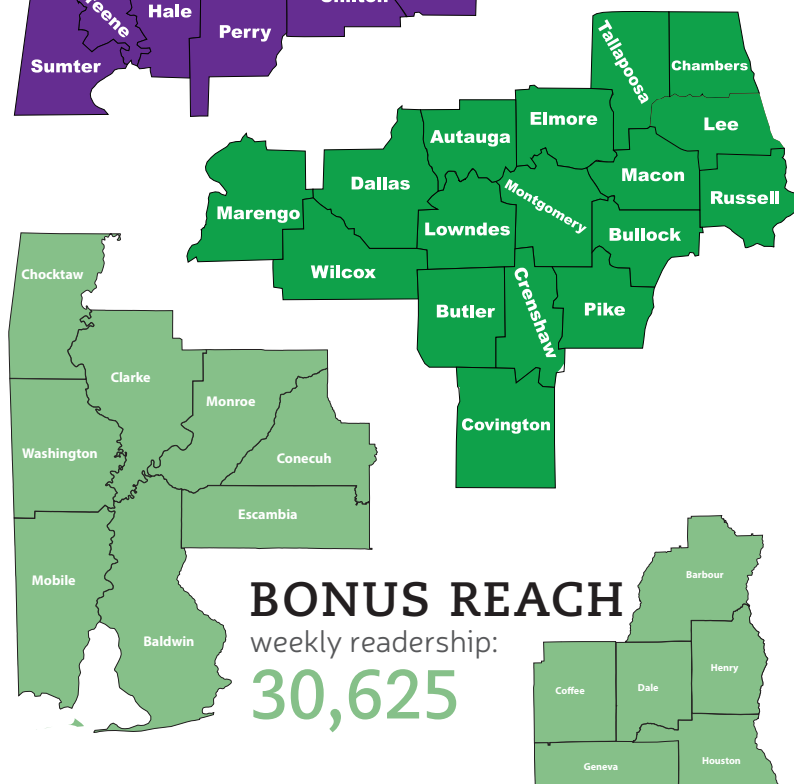 reene
Hale
Perry
Sumter
Tallapoosa
Chambers
Elmore
Autauga
Lee
Dallas
Macon
Montgomery
Russell
Marengo
Lowndes
Bullock
Wilcox
Crenshaw
Butler
Pike
Covington
Chocktaw
Clarke
Monroe
Washington
Conecuh
Escambia
Mobile
Baldwin
BONUS REACH
weekly readership:
30,625
Barbour
Henry
Coffee
Dale
Houston
Geneva